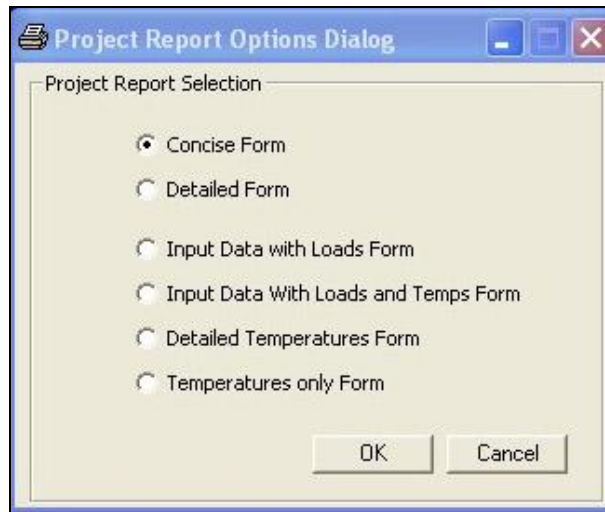 Project Report Options Dialog
Project Report Selection
Concise Form
Detailed Form
Input Data with Loads Form
Input Data With Loads and Temps Form
Detailed Temperatures Form
Temperatures only Form
OK Cancel